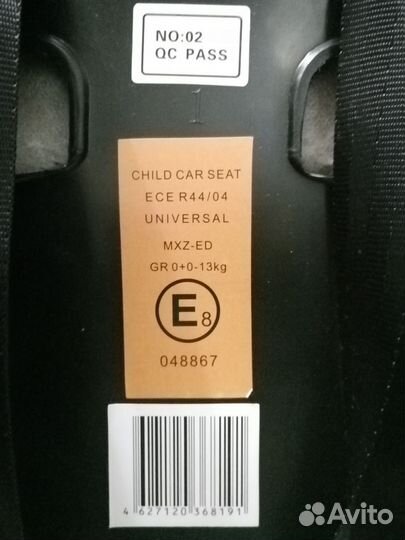 NO:02
QC PASS
1
CHILD CAR SEAT
ECE R44/04
UNIVERSAL
MXZ-ED
GR 0+0-13kg
E8
048867
4 627120 368191
Avito